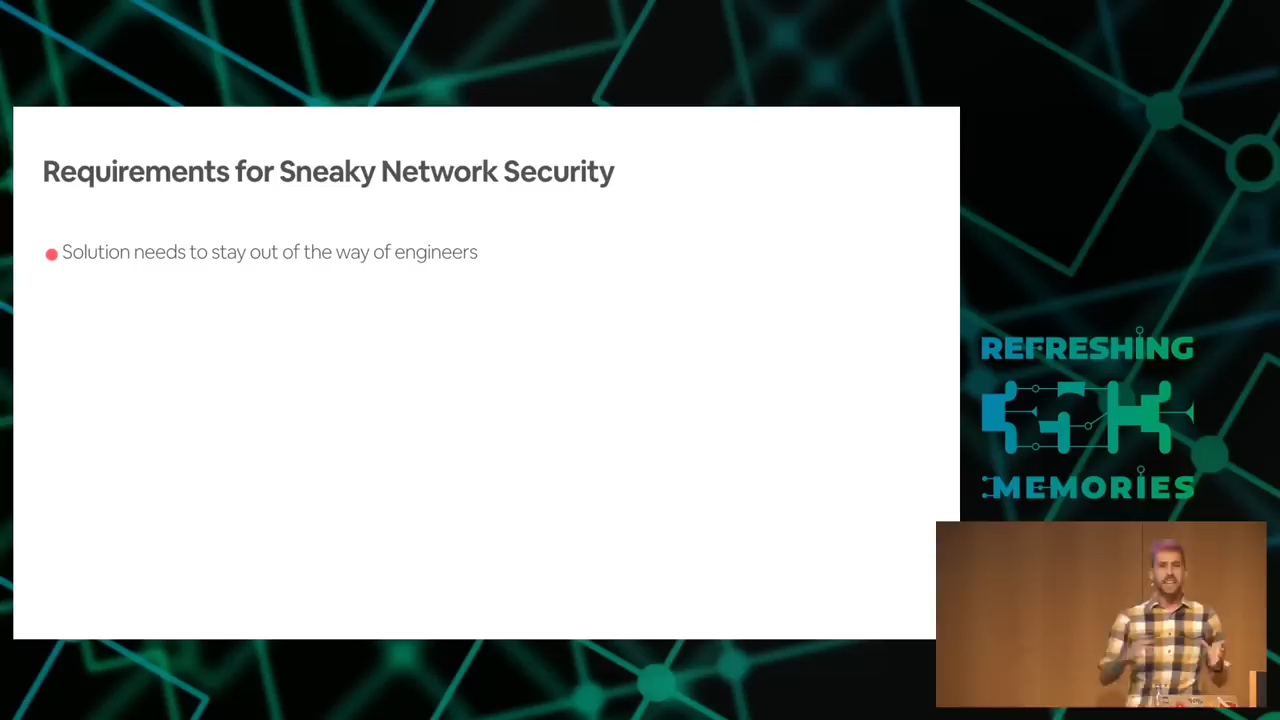 Requirements for Sneaky Network Security
Solution needs to stay out of the way of engineers
REFRESHING
MEMORIES